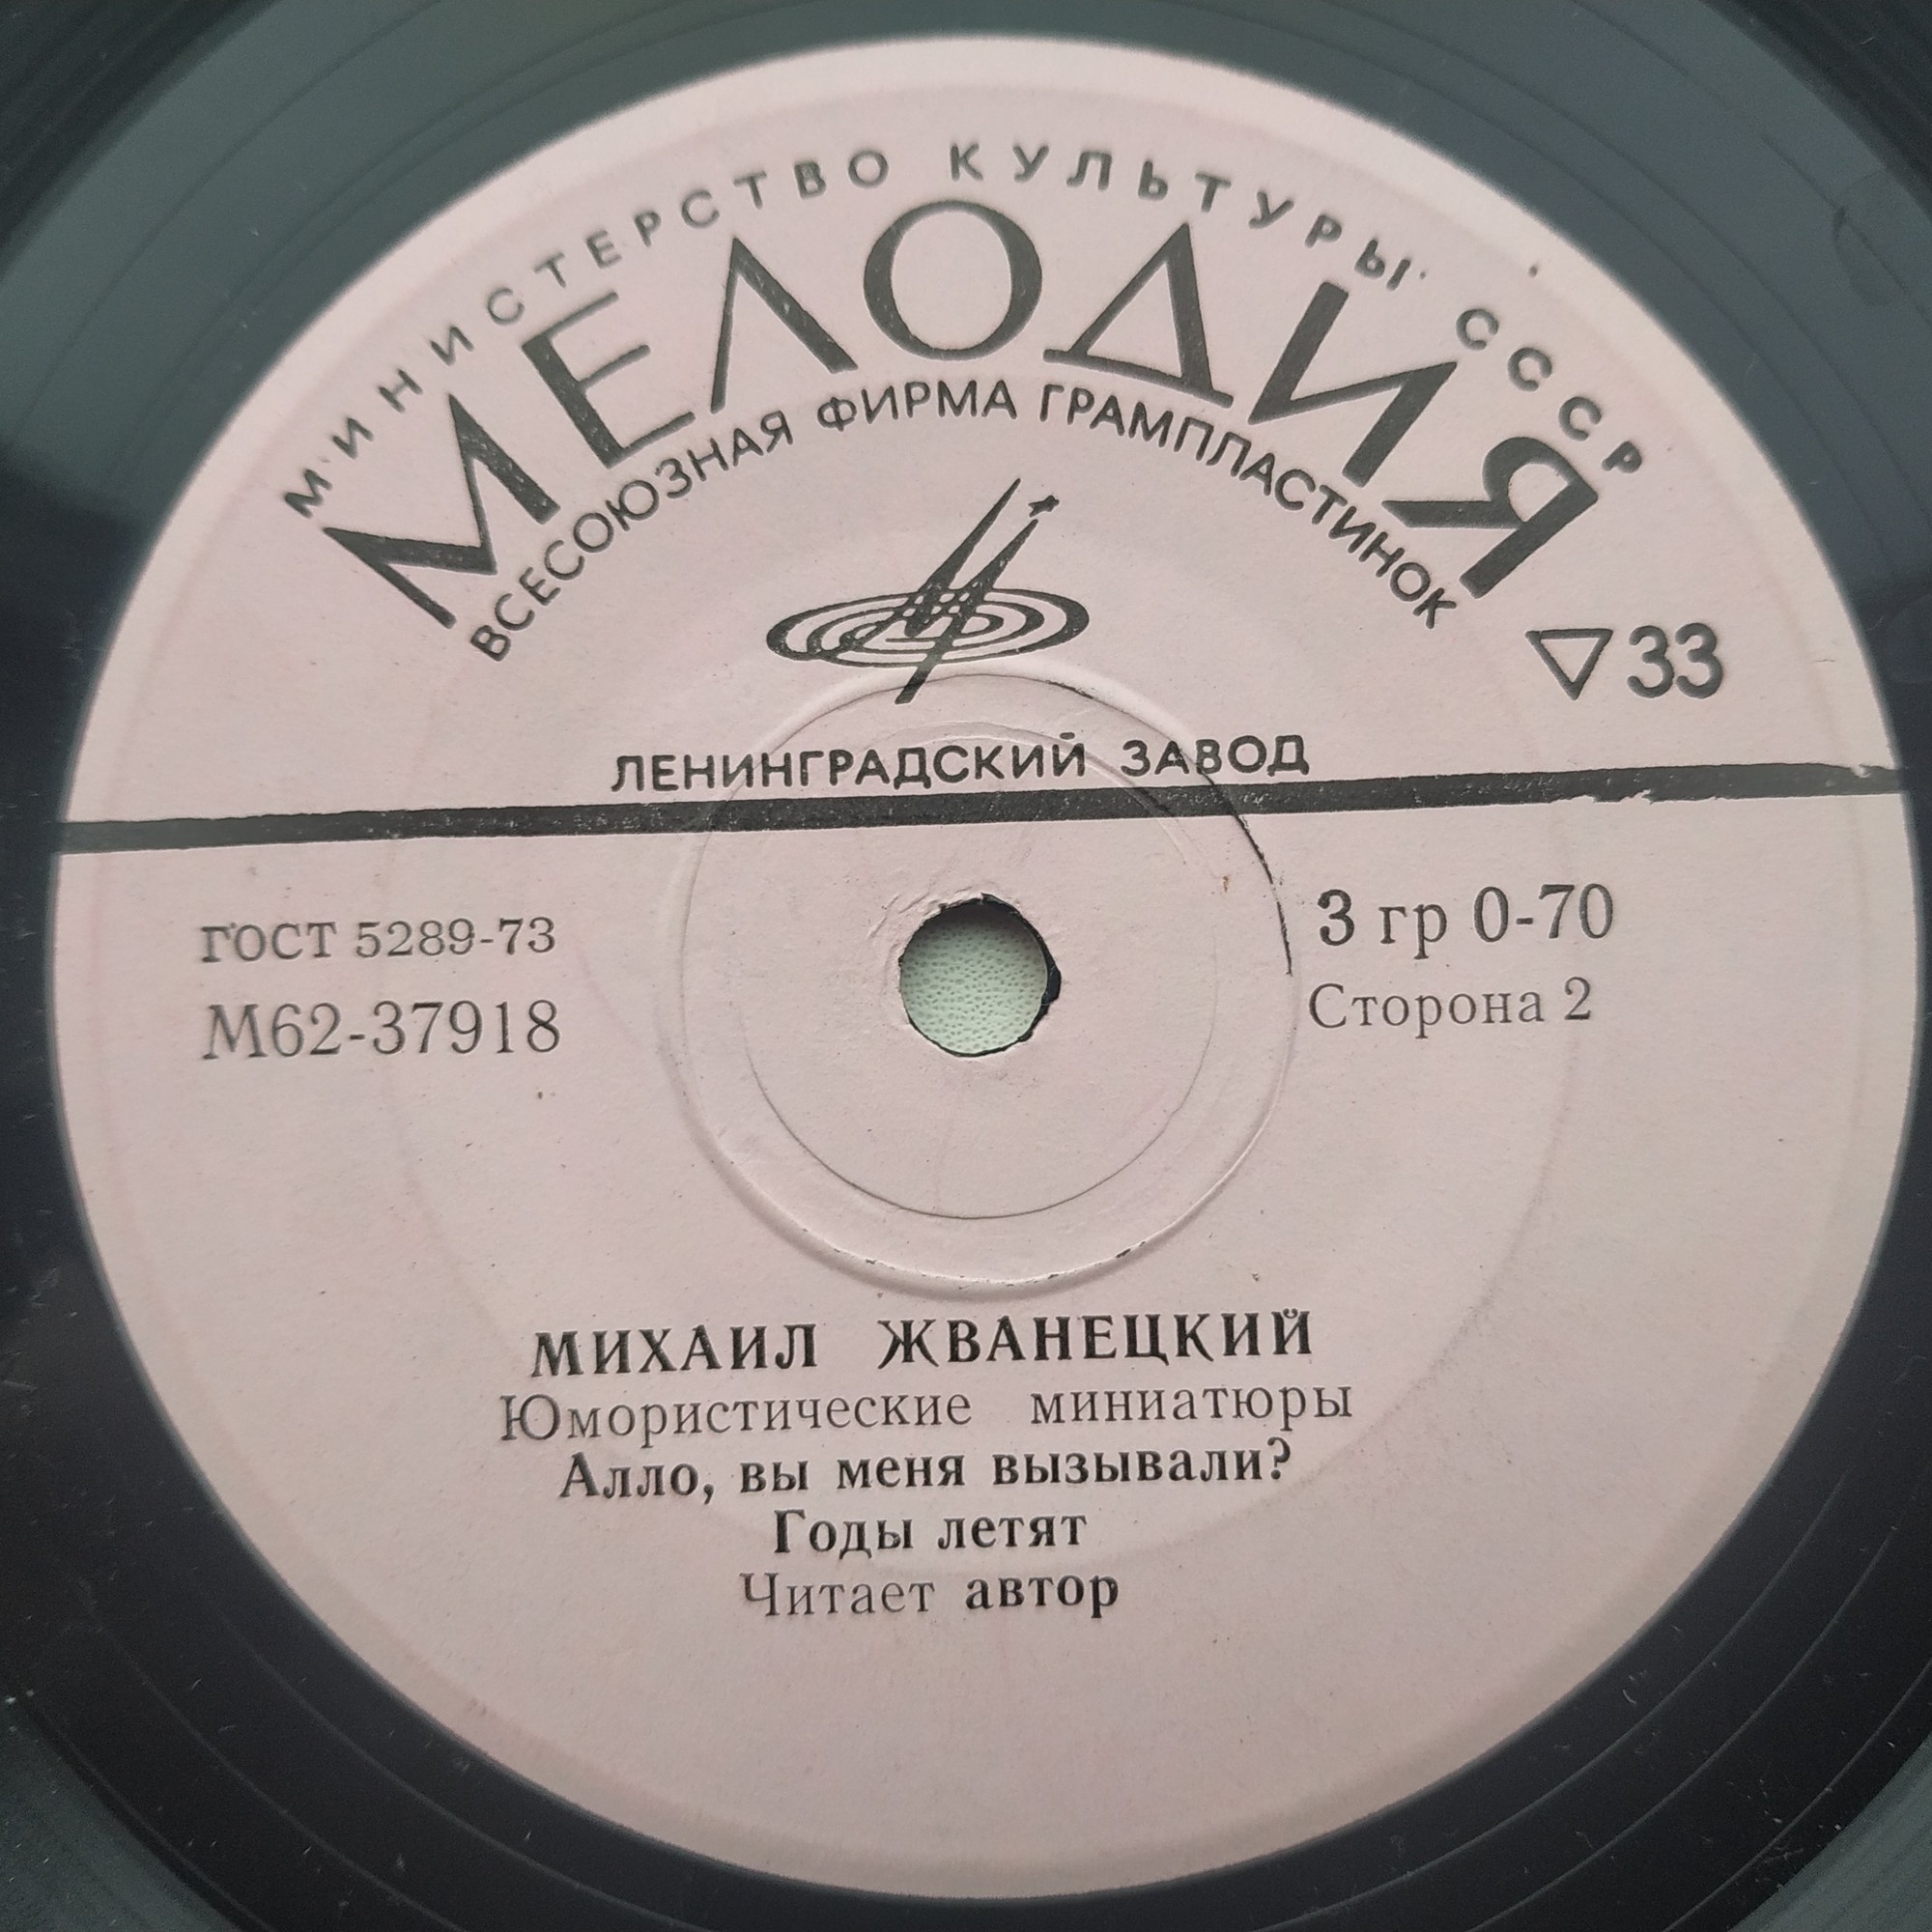 МИНИСТЕРСТВО КУЛЬТУРЫ СССР
МЕЛОДИЯ
ВСЕСОЮЗНАЯ ФИРМА ГРАМПЛАСТИНОК
▽33
ЛЕНИНГРАДСКИЙ ЗАВОД
ГОСТ 5289-73
М62-37918
3 гр 0-70
Сторона 2
МИХАИЛ ЖВАНЕЦКИЙ
Юмористические миниатюры
Алло, вы меня вызывали?
Годы летят
Читает автор